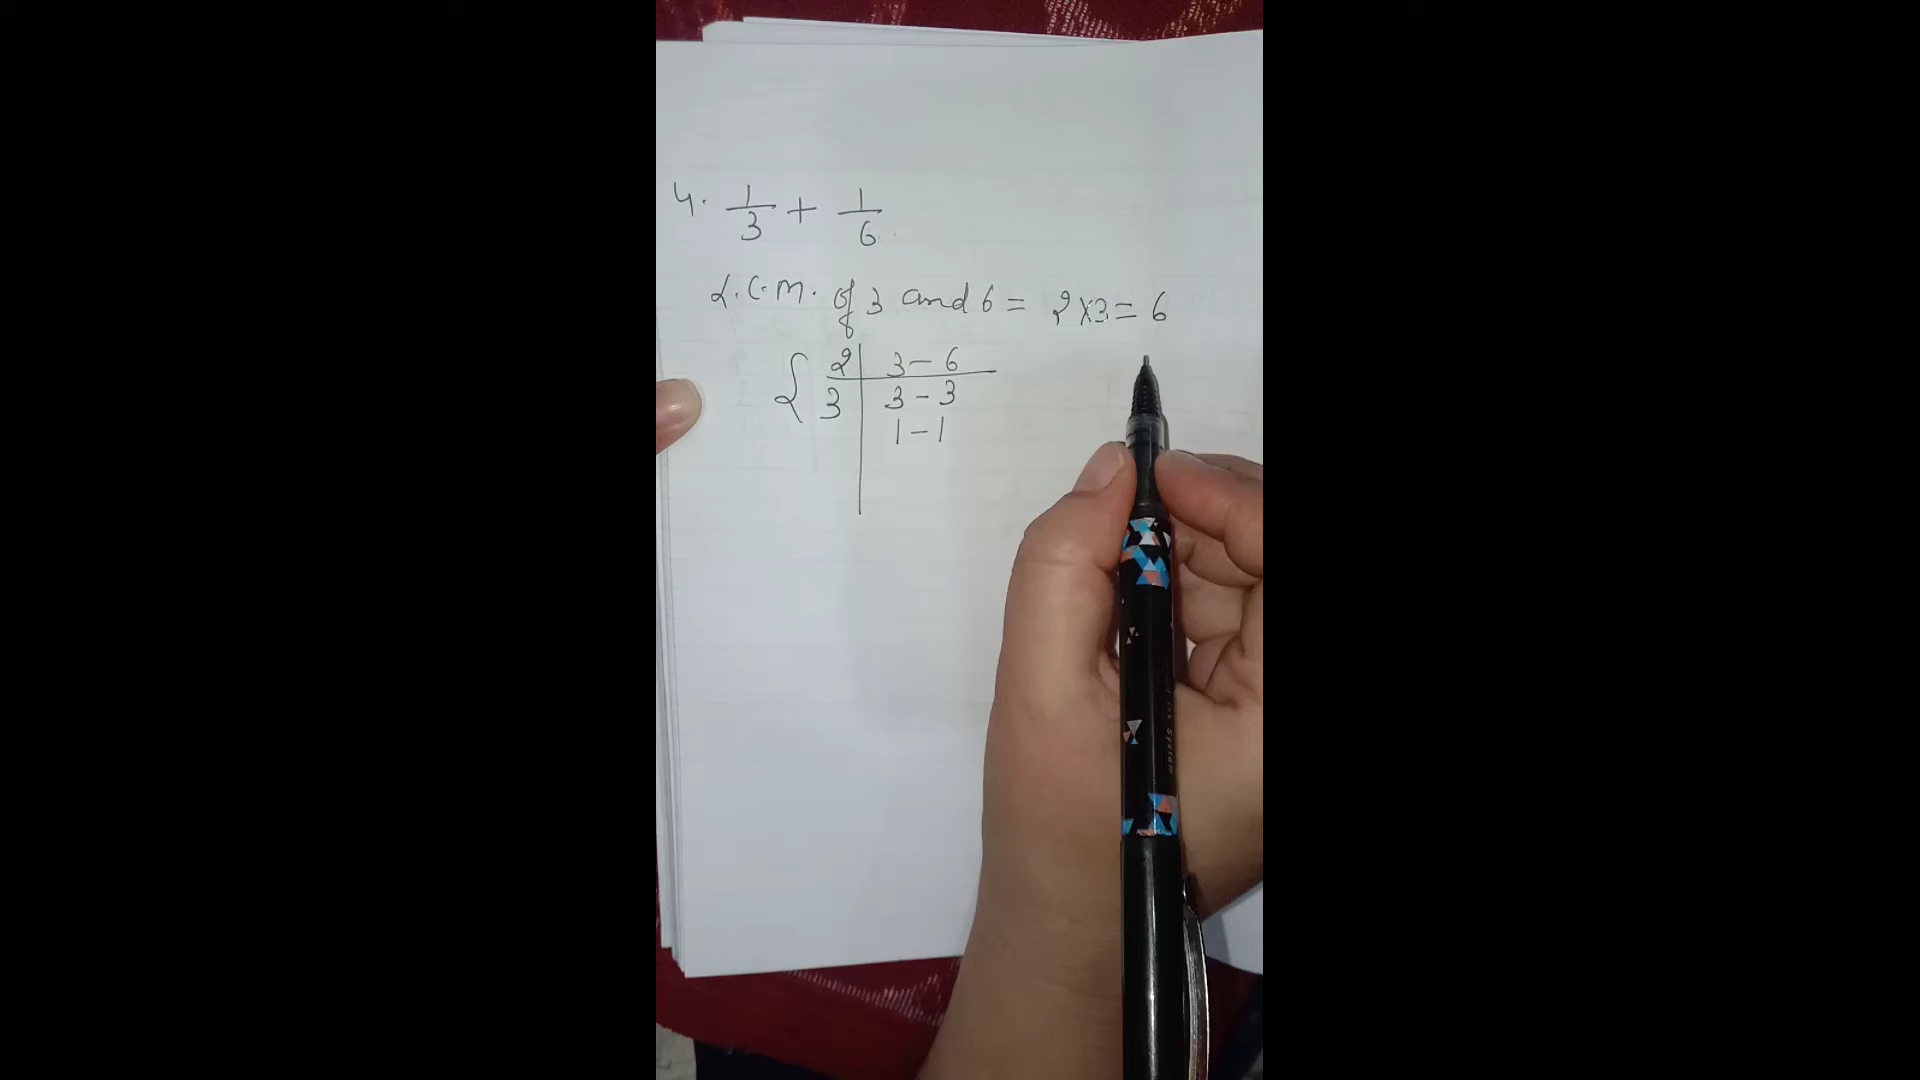 4. 1/3 + 1/6
L.C.M. of 3 and 6 = 2×3 = 6
{ 2 | 3 - 6
3 | 3 - 3
1 - 1